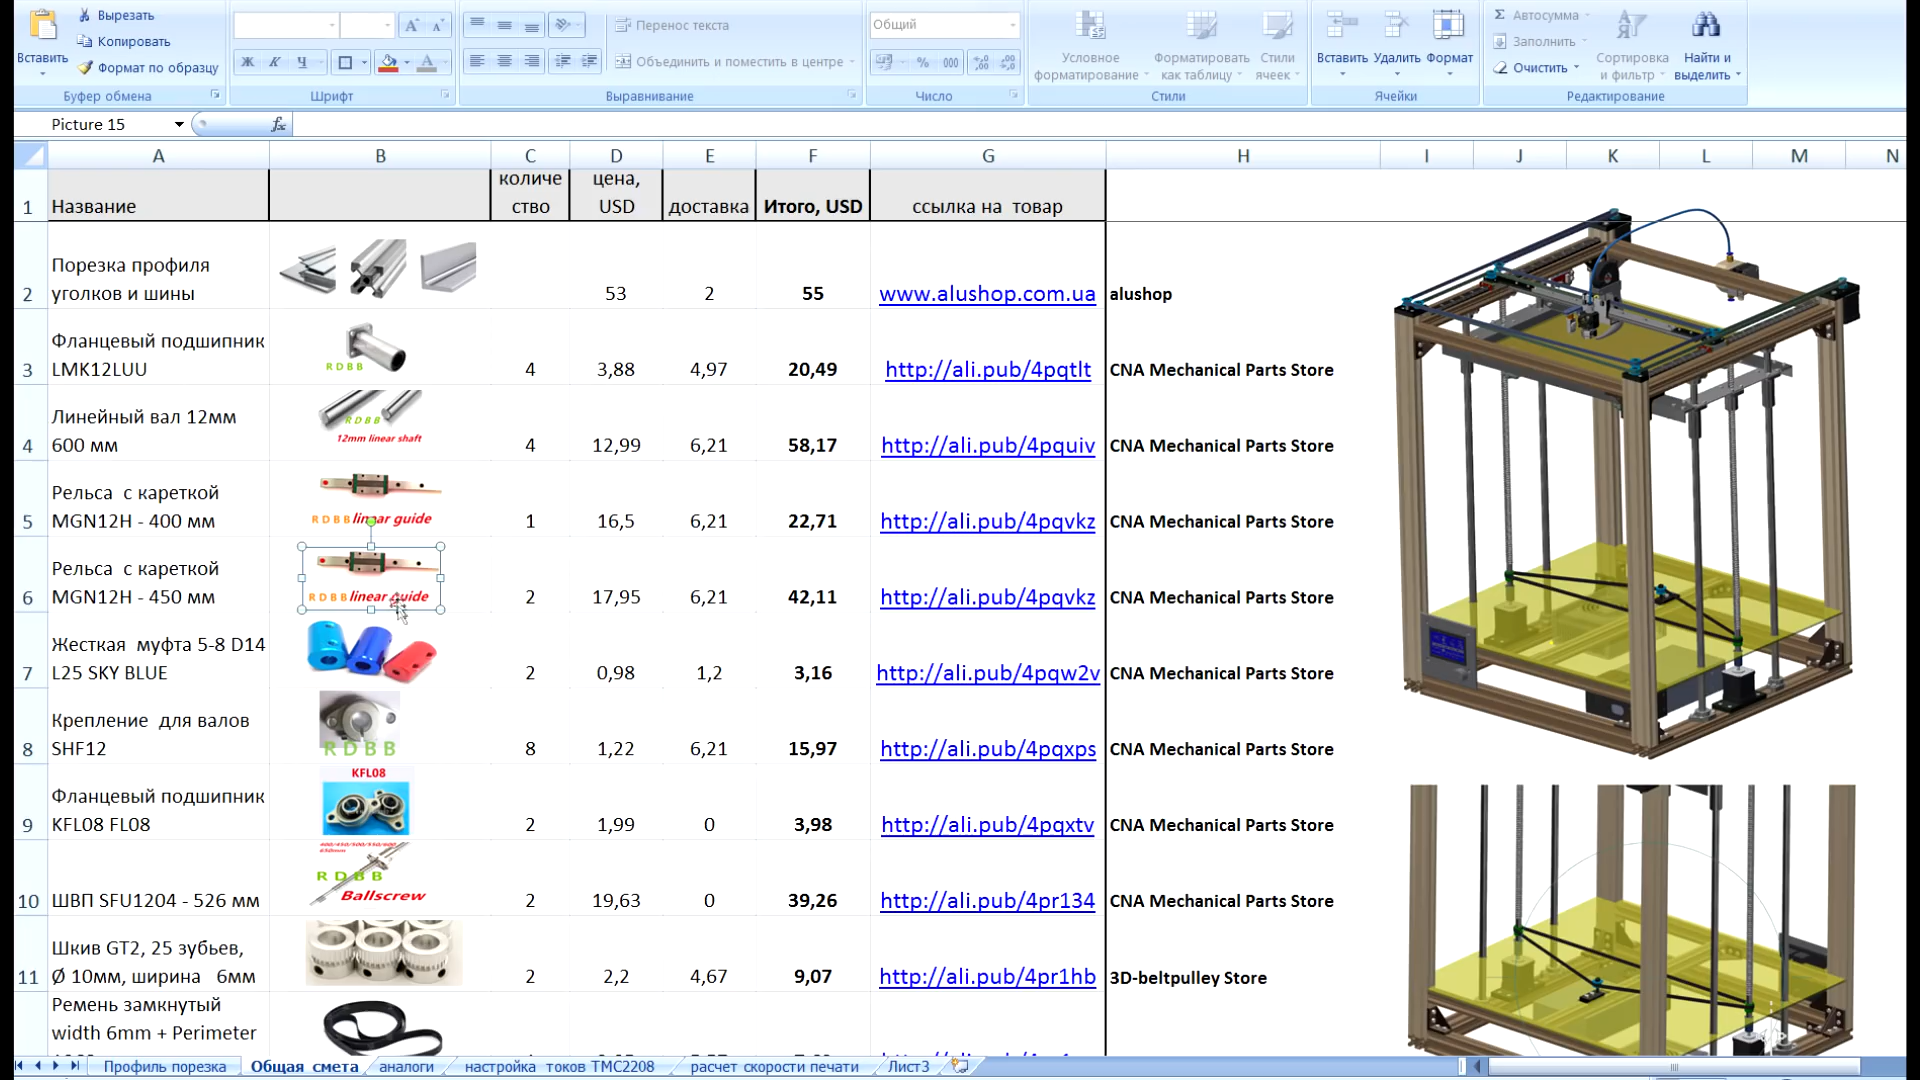 Вырезать
Копировать
Формат по образцу
Вставить
Буфер обмена
Ж К Ч
Шрифт
Перенос текста
Объединить и поместить в центре
Выравнивание
Общий
% 000
Число
Условное форматирование
Форматировать как таблицу
Стили ячеек
Стили
Вставить Удалить Формат
Ячейки
Σ Автосумма
Заполнить
Очистить
Сортировка и фильтр
Найти и выделить
Редактирование
Picture 15 fx
A B C D E F G H I J K L M N
1 Название количе ство цена, USD доставка Итого, USD ссылка на товар
2 Порезка профиля уголков и шины 53 2 55 www.alushop.com.ua alushop
3 Фланцевый подшипник LMK12LUU RDBB 4 3,88 4,97 20,49 http://ali.pub/4pqtlt CNA Mechanical Parts Store
4 Линейный вал 12мм 600 мм RDBB 12mm linear shaft 4 12,99 6,21 58,17 http://ali.pub/4pquiv CNA Mechanical Parts Store
5 Рельса с кареткой MGN12H - 400 мм RDBB linear guide 1 16,5 6,21 22,71 http://ali.pub/4pqvkz CNA Mechanical Parts Store
6 Рельса с кареткой MGN12H - 450 мм RDBB linear guide 2 17,95 6,21 42,11 http://ali.pub/4pqvkz CNA Mechanical Parts Store
7 Жесткая муфта 5-8 D14 L25 SKY BLUE 2 0,98 1,2 3,16 http://ali.pub/4pqw2v CNA Mechanical Parts Store
8 Крепление для валов SHF12 RDBB 8 1,22 6,21 15,97 http://ali.pub/4pqxps CNA Mechanical Parts Store
9 Фланцевый подшипник KFL08 FL08 KFL08 2 1,99 0 3,98 http://ali.pub/4pqxtv CNA Mechanical Parts Store
10 ШВП SFU1204 - 526 мм RDBB Ballscrew 2 19,63 0 39,26 http://ali.pub/4pr134 CNA Mechanical Parts Store
11 Шкив GT2, 25 зубьев, Ø 10мм, ширина 6мм 2 2,2 4,67 9,07 http://ali.pub/4pr1hb 3D-beltpulley Store
Ремень замкнутый
width 6mm + Perimeter
Профиль порезка Общая смета аналоги настройка токов TMC2208 расчет скорости печати Лист3